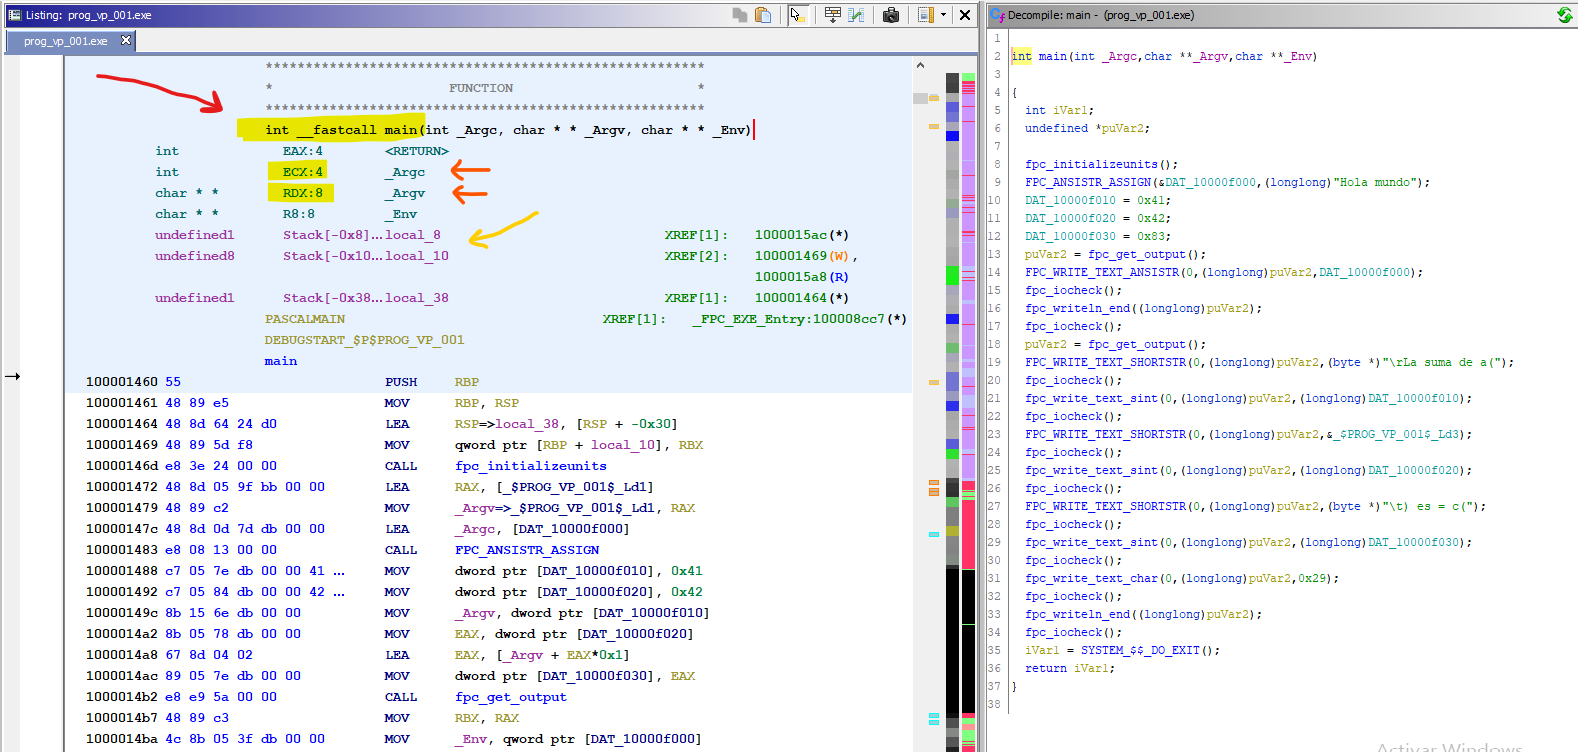 Listing: prog_vp_001.exe
prog_vp_001.exe
************************************************************
* FUNCTION *
************************************************************
int __fastcall main(int _Argc, char * * _Argv, char * * _Env)
int EAX:4 <RETURN>
int ECX:4 _Argc
char * * RDX:8 _Argv
char * * R8:8 _Env
undefined1 Stack[-0x8]... local_8 XREF[1]: 1000015ac(*)
undefined8 Stack[-0x10... local_10 XREF[2]: 100001469(W),
1000015a8(R)
undefined1 Stack[-0x38... local_38 XREF[1]: 100001464(*)
PASCALMAIN XREF[1]: _FPC_EXE_Entry:100008cc7(*)
DEBUGSTART_$P$PROG_VP_001
main
100001460 55 PUSH RBP
100001461 48 89 e5 MOV RBP, RSP
100001464 48 8d 64 24 d0 LEA RSP=>local_38, [RSP + -0x30]
100001469 48 89 5d f8 MOV qword ptr [RBP + local_10], RBX
10000146d e8 3e 24 00 00 CALL fpc_initializeunits
100001472 48 8d 05 9f bb 00 00 LEA RAX, [_$PROG_VP_001$_Ld1]
100001479 48 89 c2 MOV _Argv=>_$PROG_VP_001$_Ld1, RAX
10000147c 48 8d 0d 7d db 00 00 LEA _Argc, [DAT_10000f000]
100001483 e8 08 13 00 00 CALL FPC_ANSISTR_ASSIGN
100001488 c7 05 7e db 00 00 41 ... MOV dword ptr [DAT_10000f010], 0x41
100001492 c7 05 84 db 00 00 42 ... MOV dword ptr [DAT_10000f020], 0x42
10000149c 8b 15 6e db 00 00 MOV _Argv, dword ptr [DAT_10000f010]
1000014a2 8b 05 78 db 00 00 MOV EAX, dword ptr [DAT_10000f020]
1000014a8 67 8d 04 02 LEA EAX, [_Argv + EAX*0x1]
1000014ac 89 05 7e db 00 00 MOV dword ptr [DAT_10000f030], EAX
1000014b2 e8 e9 5a 00 00 CALL fpc_get_output
1000014b7 48 89 c3 MOV RBX, RAX
1000014ba 4c 8b 05 3f db 00 00 MOV _Env, qword ptr [DAT_10000f000]
Decompile: main - (prog_vp_001.exe)
1
2 int main(int _Argc,char **_Argv,char **_Env)
3
4 {
5 int iVar1;
6 undefined *puVar2;
7
8 fpc_initializeunits();
9 FPC_ANSISTR_ASSIGN(&DAT_10000f000,(longlong)"Hola mundo");
10 DAT_10000f010 = 0x41;
11 DAT_10000f020 = 0x42;
12 DAT_10000f030 = 0x83;
13 puVar2 = fpc_get_output();
14 FPC_WRITE_TEXT_ANSISTR(0,(longlong)puVar2,DAT_10000f000);
15 fpc_iocheck();
16 fpc_writeln_end((longlong)puVar2);
17 fpc_iocheck();
18 puVar2 = fpc_get_output();
19 FPC_WRITE_TEXT_SHORTSTR(0,(longlong)puVar2,(byte *)"\rLa suma de a(");
20 fpc_iocheck();
21 fpc_write_text_sint(0,(longlong)puVar2,(longlong)DAT_10000f010);
22 fpc_iocheck();
23 FPC_WRITE_TEXT_SHORTSTR(0,(longlong)puVar2,&_$PROG_VP_001$_Ld3);
24 fpc_iocheck();
25 fpc_write_text_sint(0,(longlong)puVar2,(longlong)DAT_10000f020);
26 fpc_iocheck();
27 FPC_WRITE_TEXT_SHORTSTR(0,(longlong)puVar2,(byte *)"\t) es = c(");
28 fpc_iocheck();
29 fpc_write_text_sint(0,(longlong)puVar2,(longlong)DAT_10000f030);
30 fpc_iocheck();
31 fpc_write_text_char(0,(longlong)puVar2,0x29);
32 fpc_iocheck();
33 fpc_writeln_end((longlong)puVar2);
34 fpc_iocheck();
35 iVar1 = SYSTEM_$$_DO_EXIT();
36 return iVar1;
37 }
38
Activar Windows